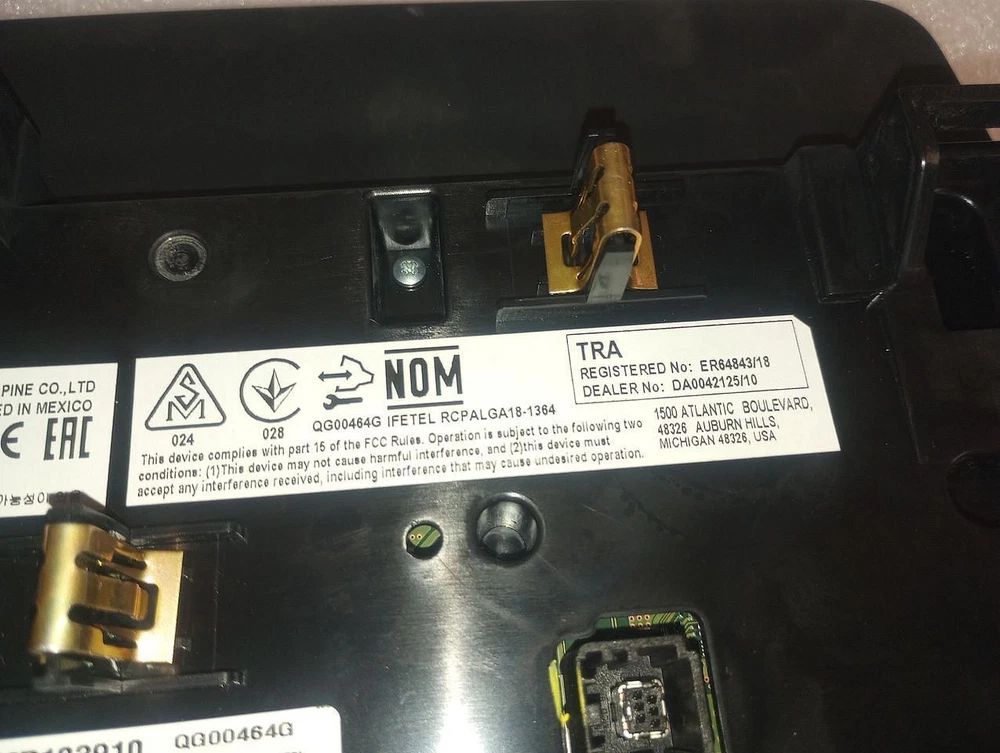 PINE CO.,LTD
ED IN MEXICO
CE EAC
024
028
NOM
QG00464G IFETEL RCPALGA18-1364
This device complies with part 15 of the FCC Rules. Operation is subject to the following two
conditions: (1)This device may not cause harmful interference, and (2)this device must
accept any interference received, including interference that may cause undesired operation.
TRA
REGISTERED No: ER64843/18
DEALER No: DA0042125/10
1500 ATLANTIC BOULEVARD,
48326 AUBURN HILLS,
MICHIGAN 48326, USA
QG00464G